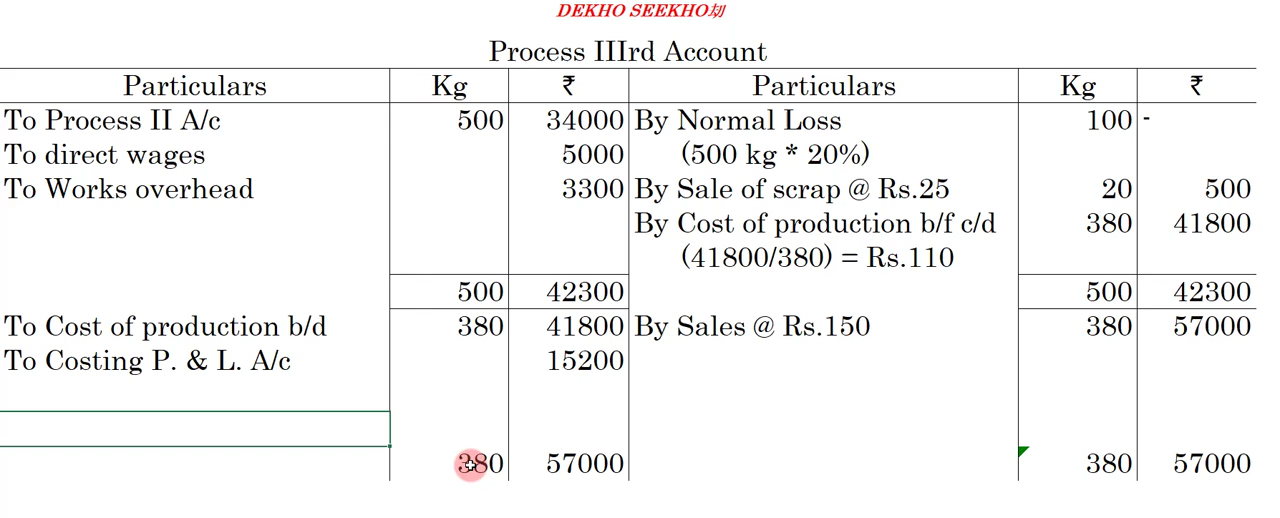 DEKHO SEEKHO
Process IIIrd Account
Particulars Kg ₹ Particulars Kg ₹
To Process II A/c 500 34000 By Normal Loss 100 -
To direct wages 5000 (500 kg * 20%)
To Works overhead 3300 By Sale of scrap @ Rs.25 20 500
By Cost of production b/f c/d 380 41800
(41800/380) = Rs.110
500 42300 500 42300
To Cost of production b/d 380 41800 By Sales @ Rs.150 380 57000
To Costing P. & L. A/c 15200
380 57000 380 57000